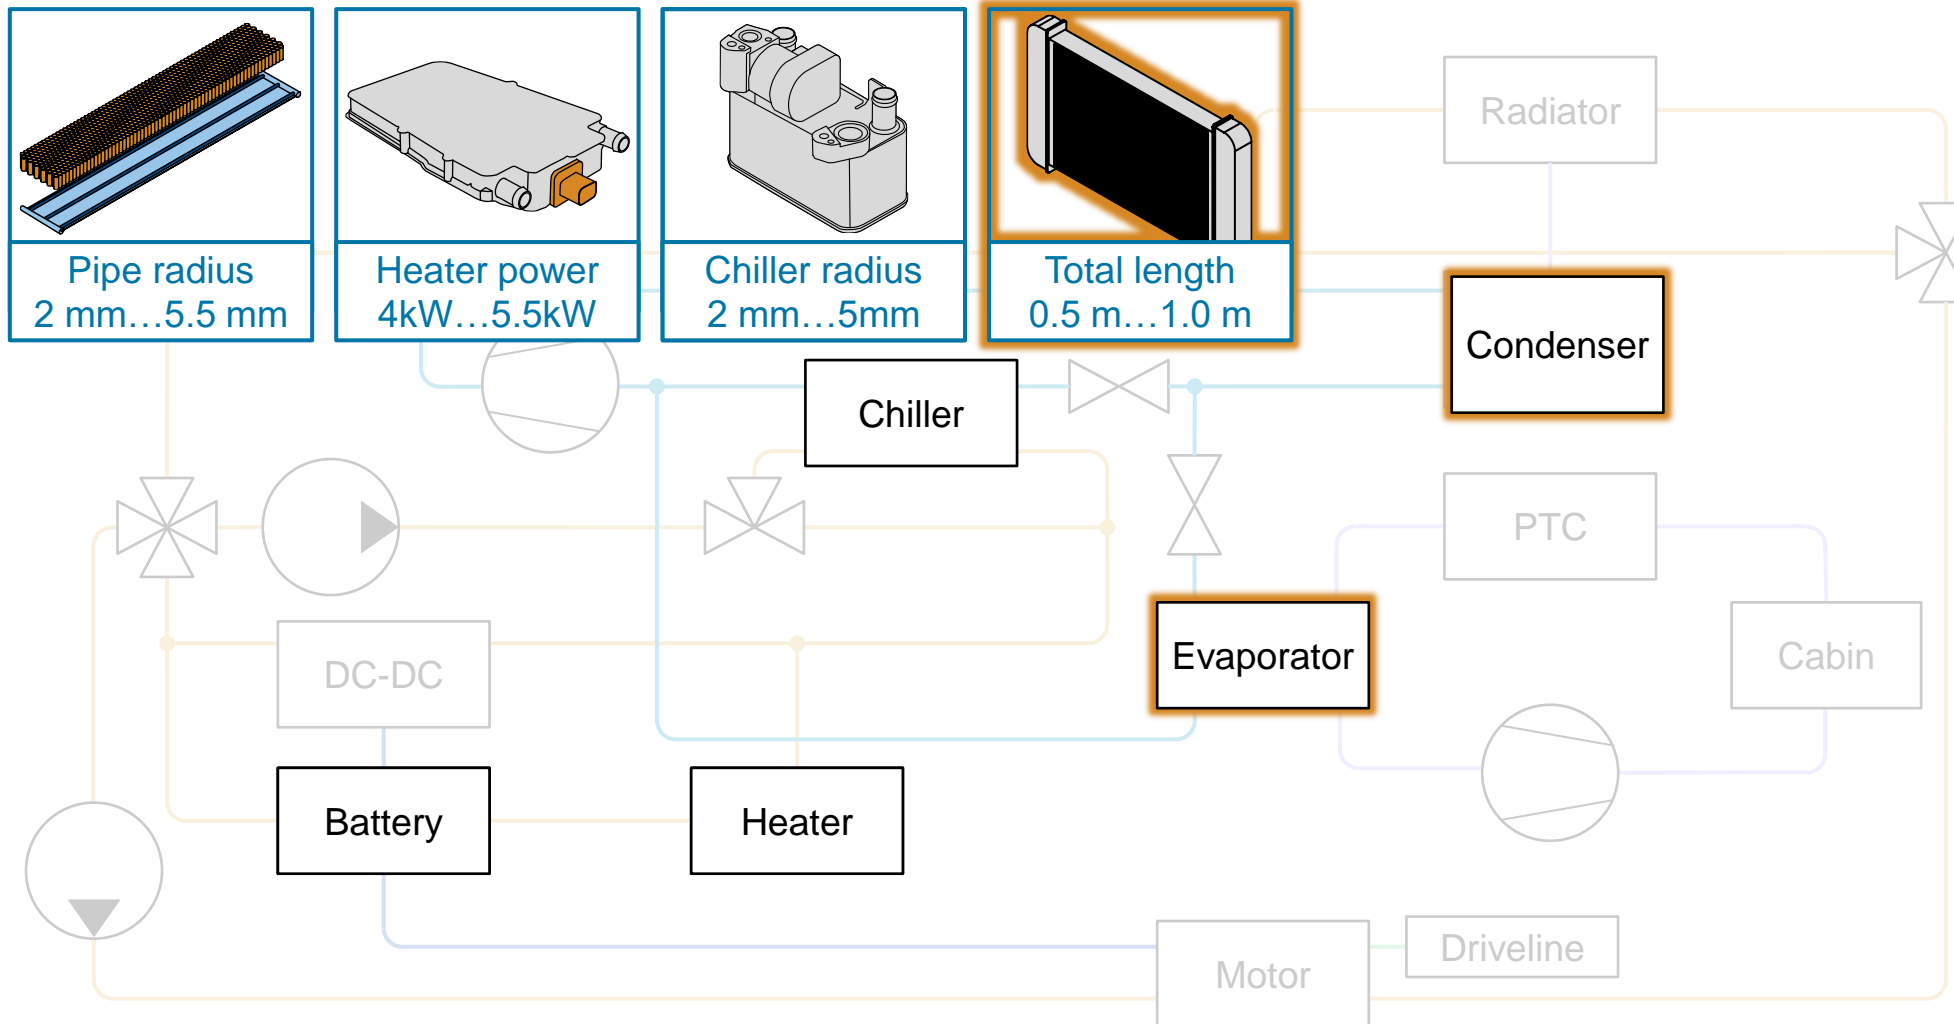 Pipe radius
2 mm…5.5 mm
Heater power
4kW…5.5kW
Chiller radius
2 mm…5mm
Total length
0.5 m…1.0 m
Radiator
Condenser
Chiller
PTC
Evaporator
Cabin
DC-DC
Battery
Heater
Driveline
Motor